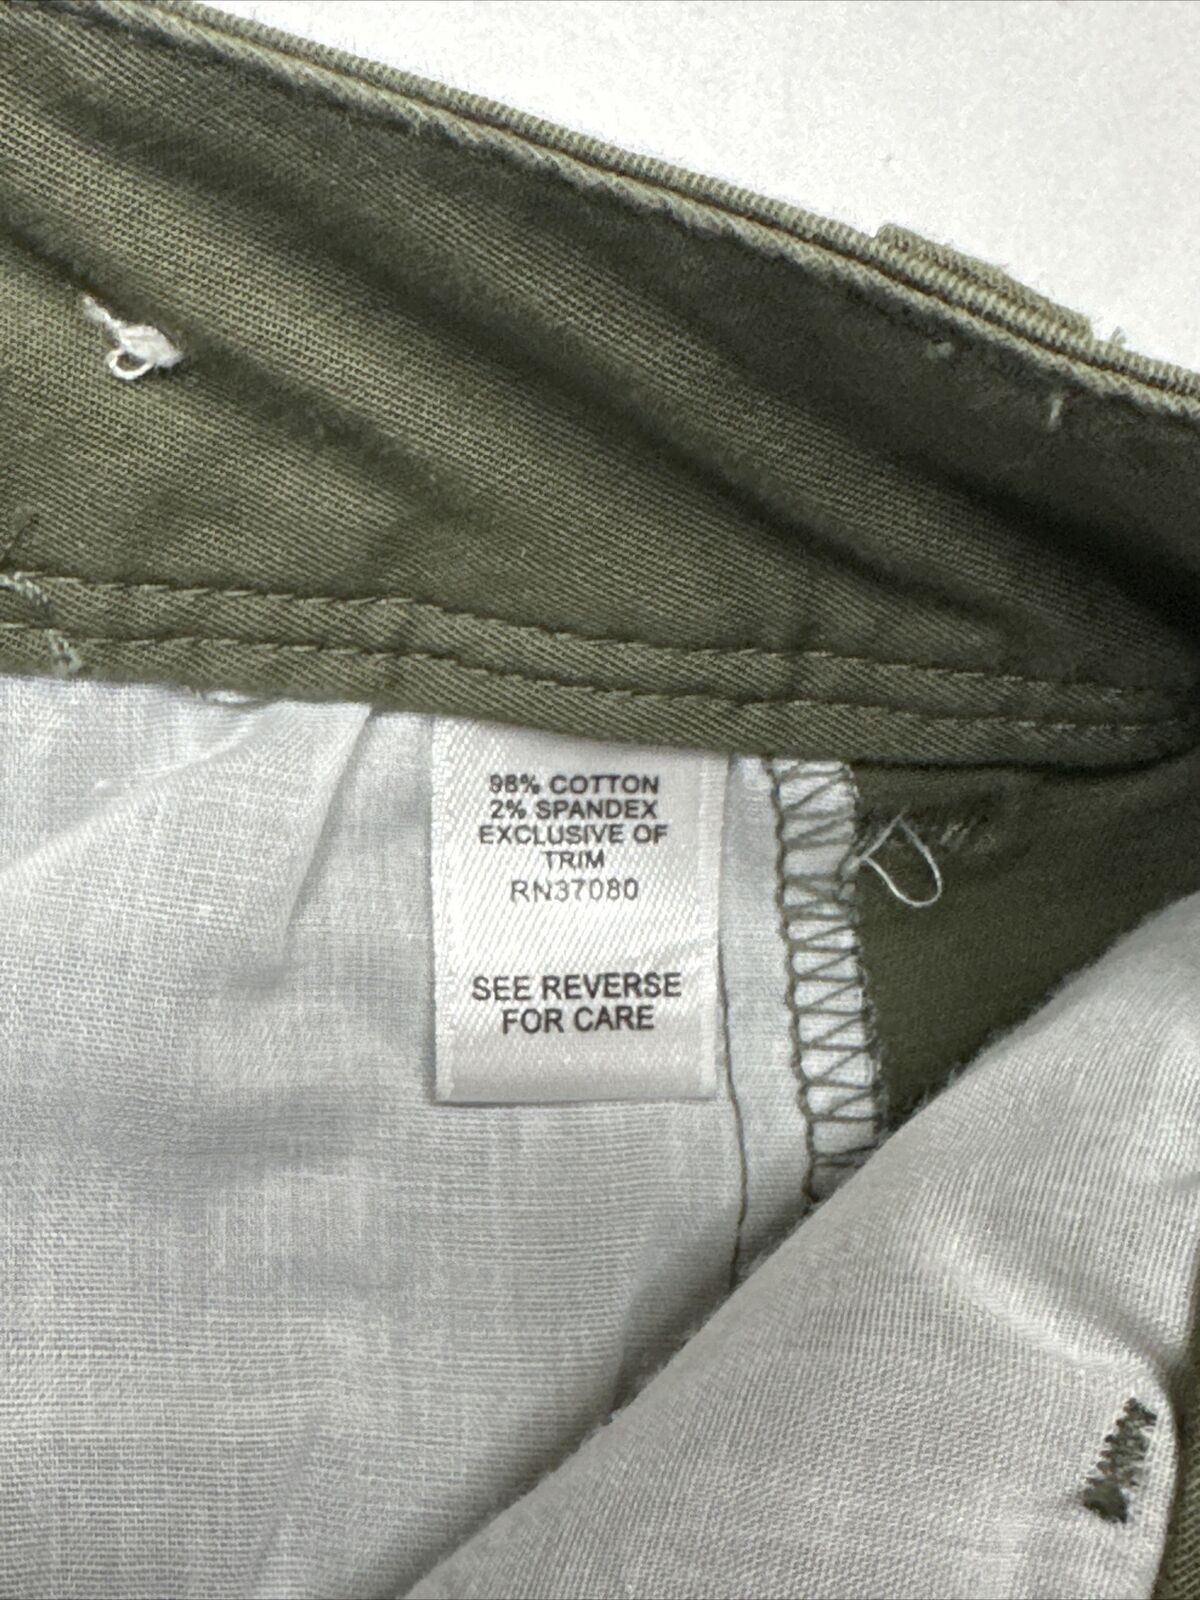 98% COTTON
2% SPANDEX
EXCLUSIVE OF
TRIM
RN37080
SEE REVERSE
FOR CARE